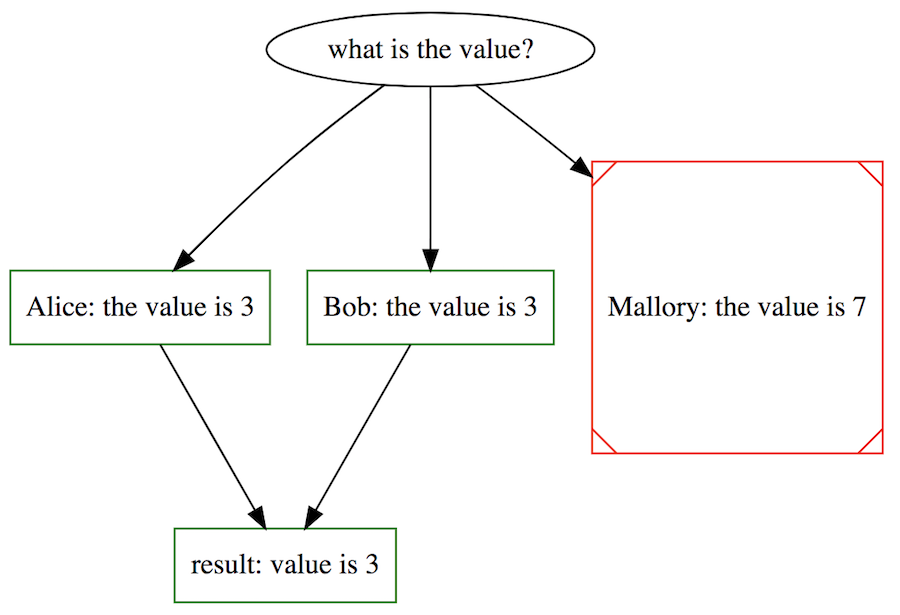 what is the value?
Alice: the value is 3
Bob: the value is 3
Mallory: the value is 7
result: value is 3